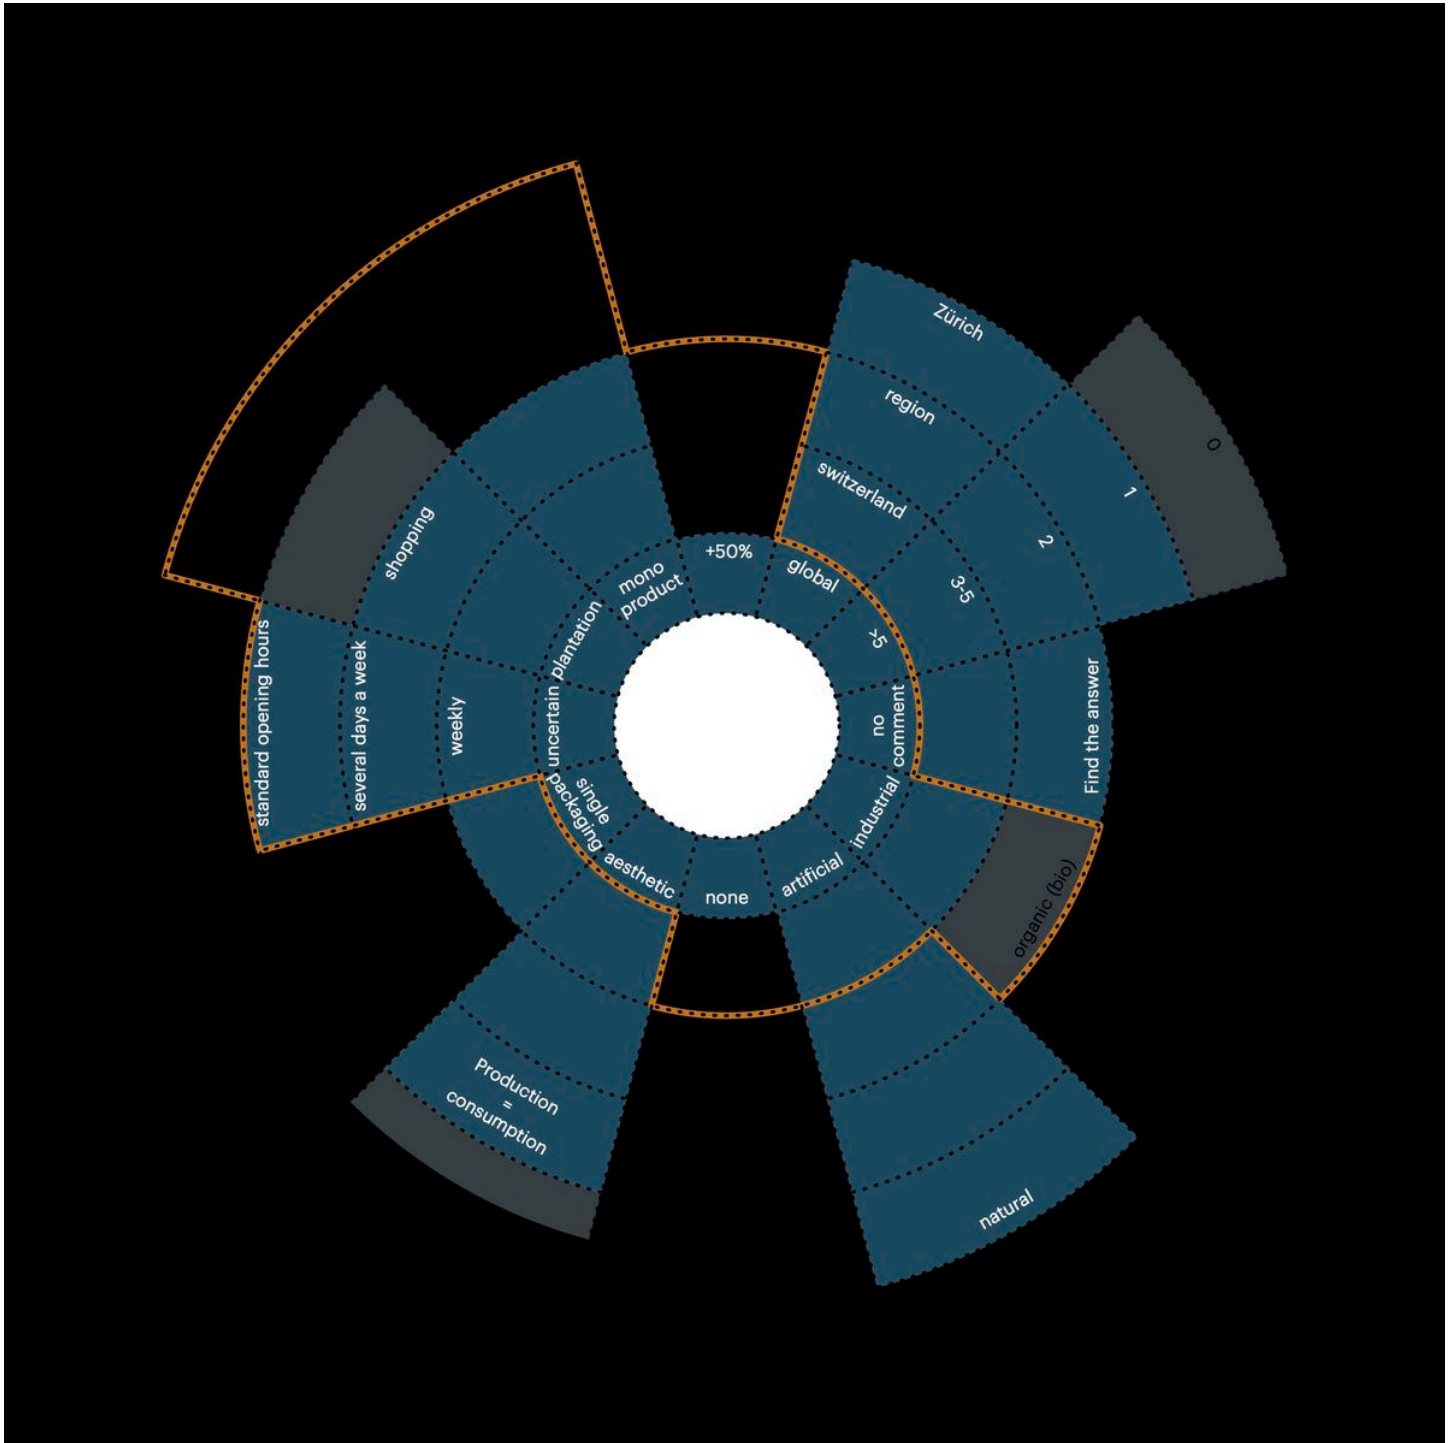 Zürich
region
switzerland
global
+50%
0
1
2
3-5
>5
Find the answer
no
comment
organic (bio)
industrial
natural
artificial
none
Production
=
consumption
aesthetic
single
packaging
standard opening hours
several days a week
weekly
uncertain
shopping
plantation
mono
product